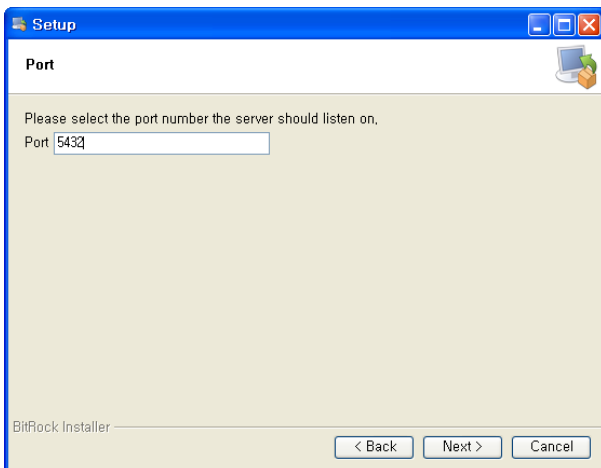 Setup
Port
Please select the port number the server should listen on,
Port 5432
BitRock Installer
< Back Next > Cancel